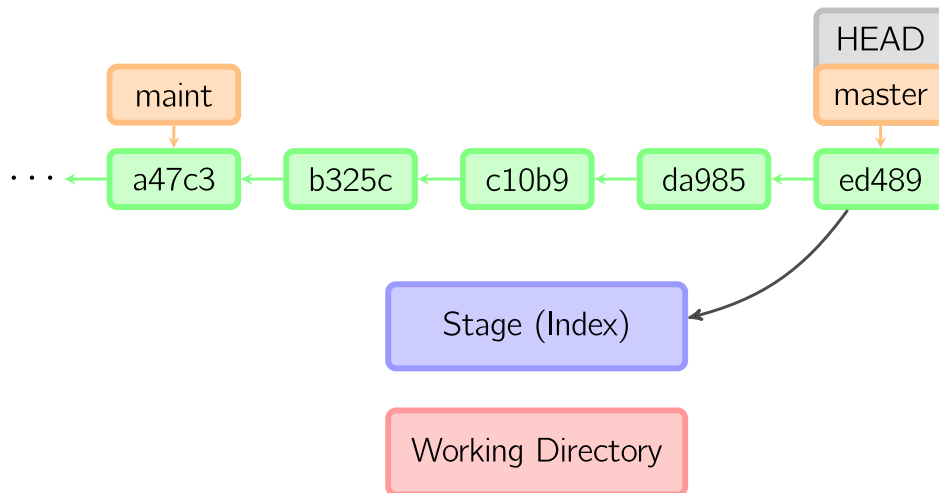 HEAD
maint
master
...
a47c3
b325c
c10b9
da985
ed489
Stage (Index)
Working Directory